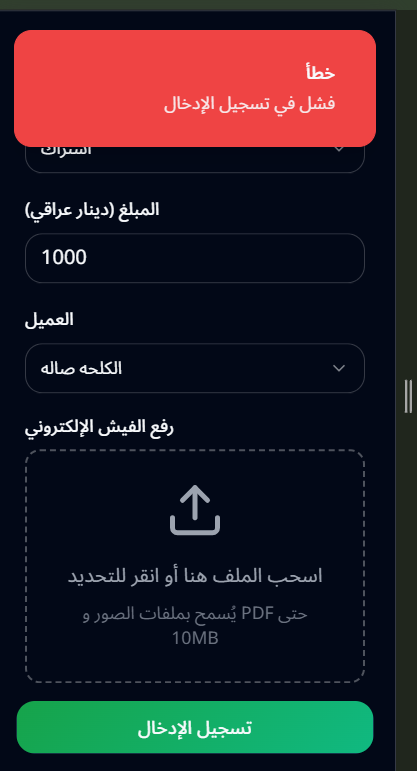 خطأ
فشل في تسجيل الإدخال
اشتراك
المبلغ (دينار عراقي)
1000
العميل
الكلحه صاله
رفع الفيش الإلكتروني
اسحب الملف هنا أو انقر للتحديد
حتى PDF يُسمح بملفات الصور و
10MB
تسجيل الإدخال